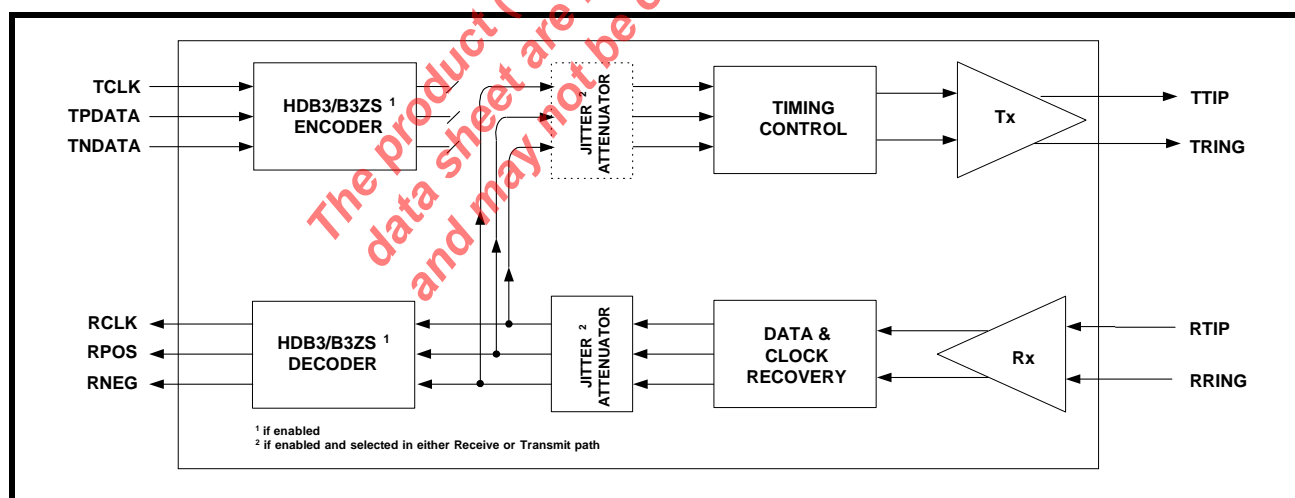 The product (
data sheet are
and may not be
TCLK
TPDATA
TNDATA
HDB3/B3ZS 1
ENCODER
JITTER 2
ATTENUATOR
TIMING
CONTROL
Tx
TTIP
TRING
RCLK
RPOS
RNEG
HDB3/B3ZS 1
DECODER
JITTER 2
ATTENUATOR
DATA &
CLOCK
RECOVERY
Rx
RTIP
RRING
1 if enabled
2 if enabled and selected in either Receive or Transmit path